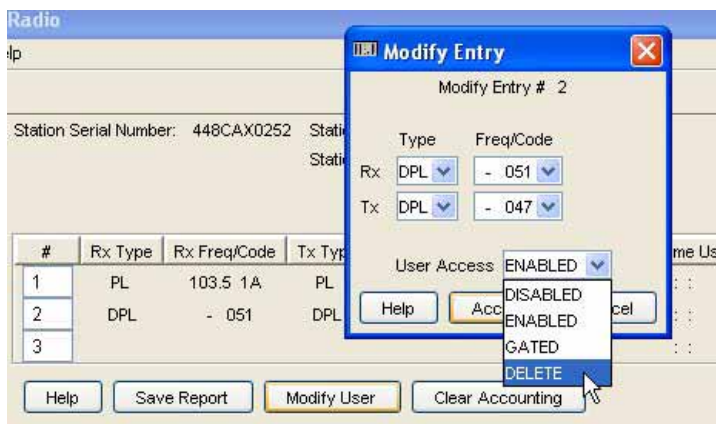 Radio
lp
Modify Entry
Modify Entry # 2
Station Serial Number: 448CAX0252 Stati
Stati
Type Freq/Code
Rx DPL - 051
Tx DPL - 047
User Access ENABLED
DISABLED
ENABLED
GATED
DELETE
Help Acc cel
# Rx Type Rx Freq/Code Tx Typ me Us
1 PL 103.5 1A PL : :
2 DPL - 051 DPL : :
3 : :
Help Save Report Modify User Clear Accounting